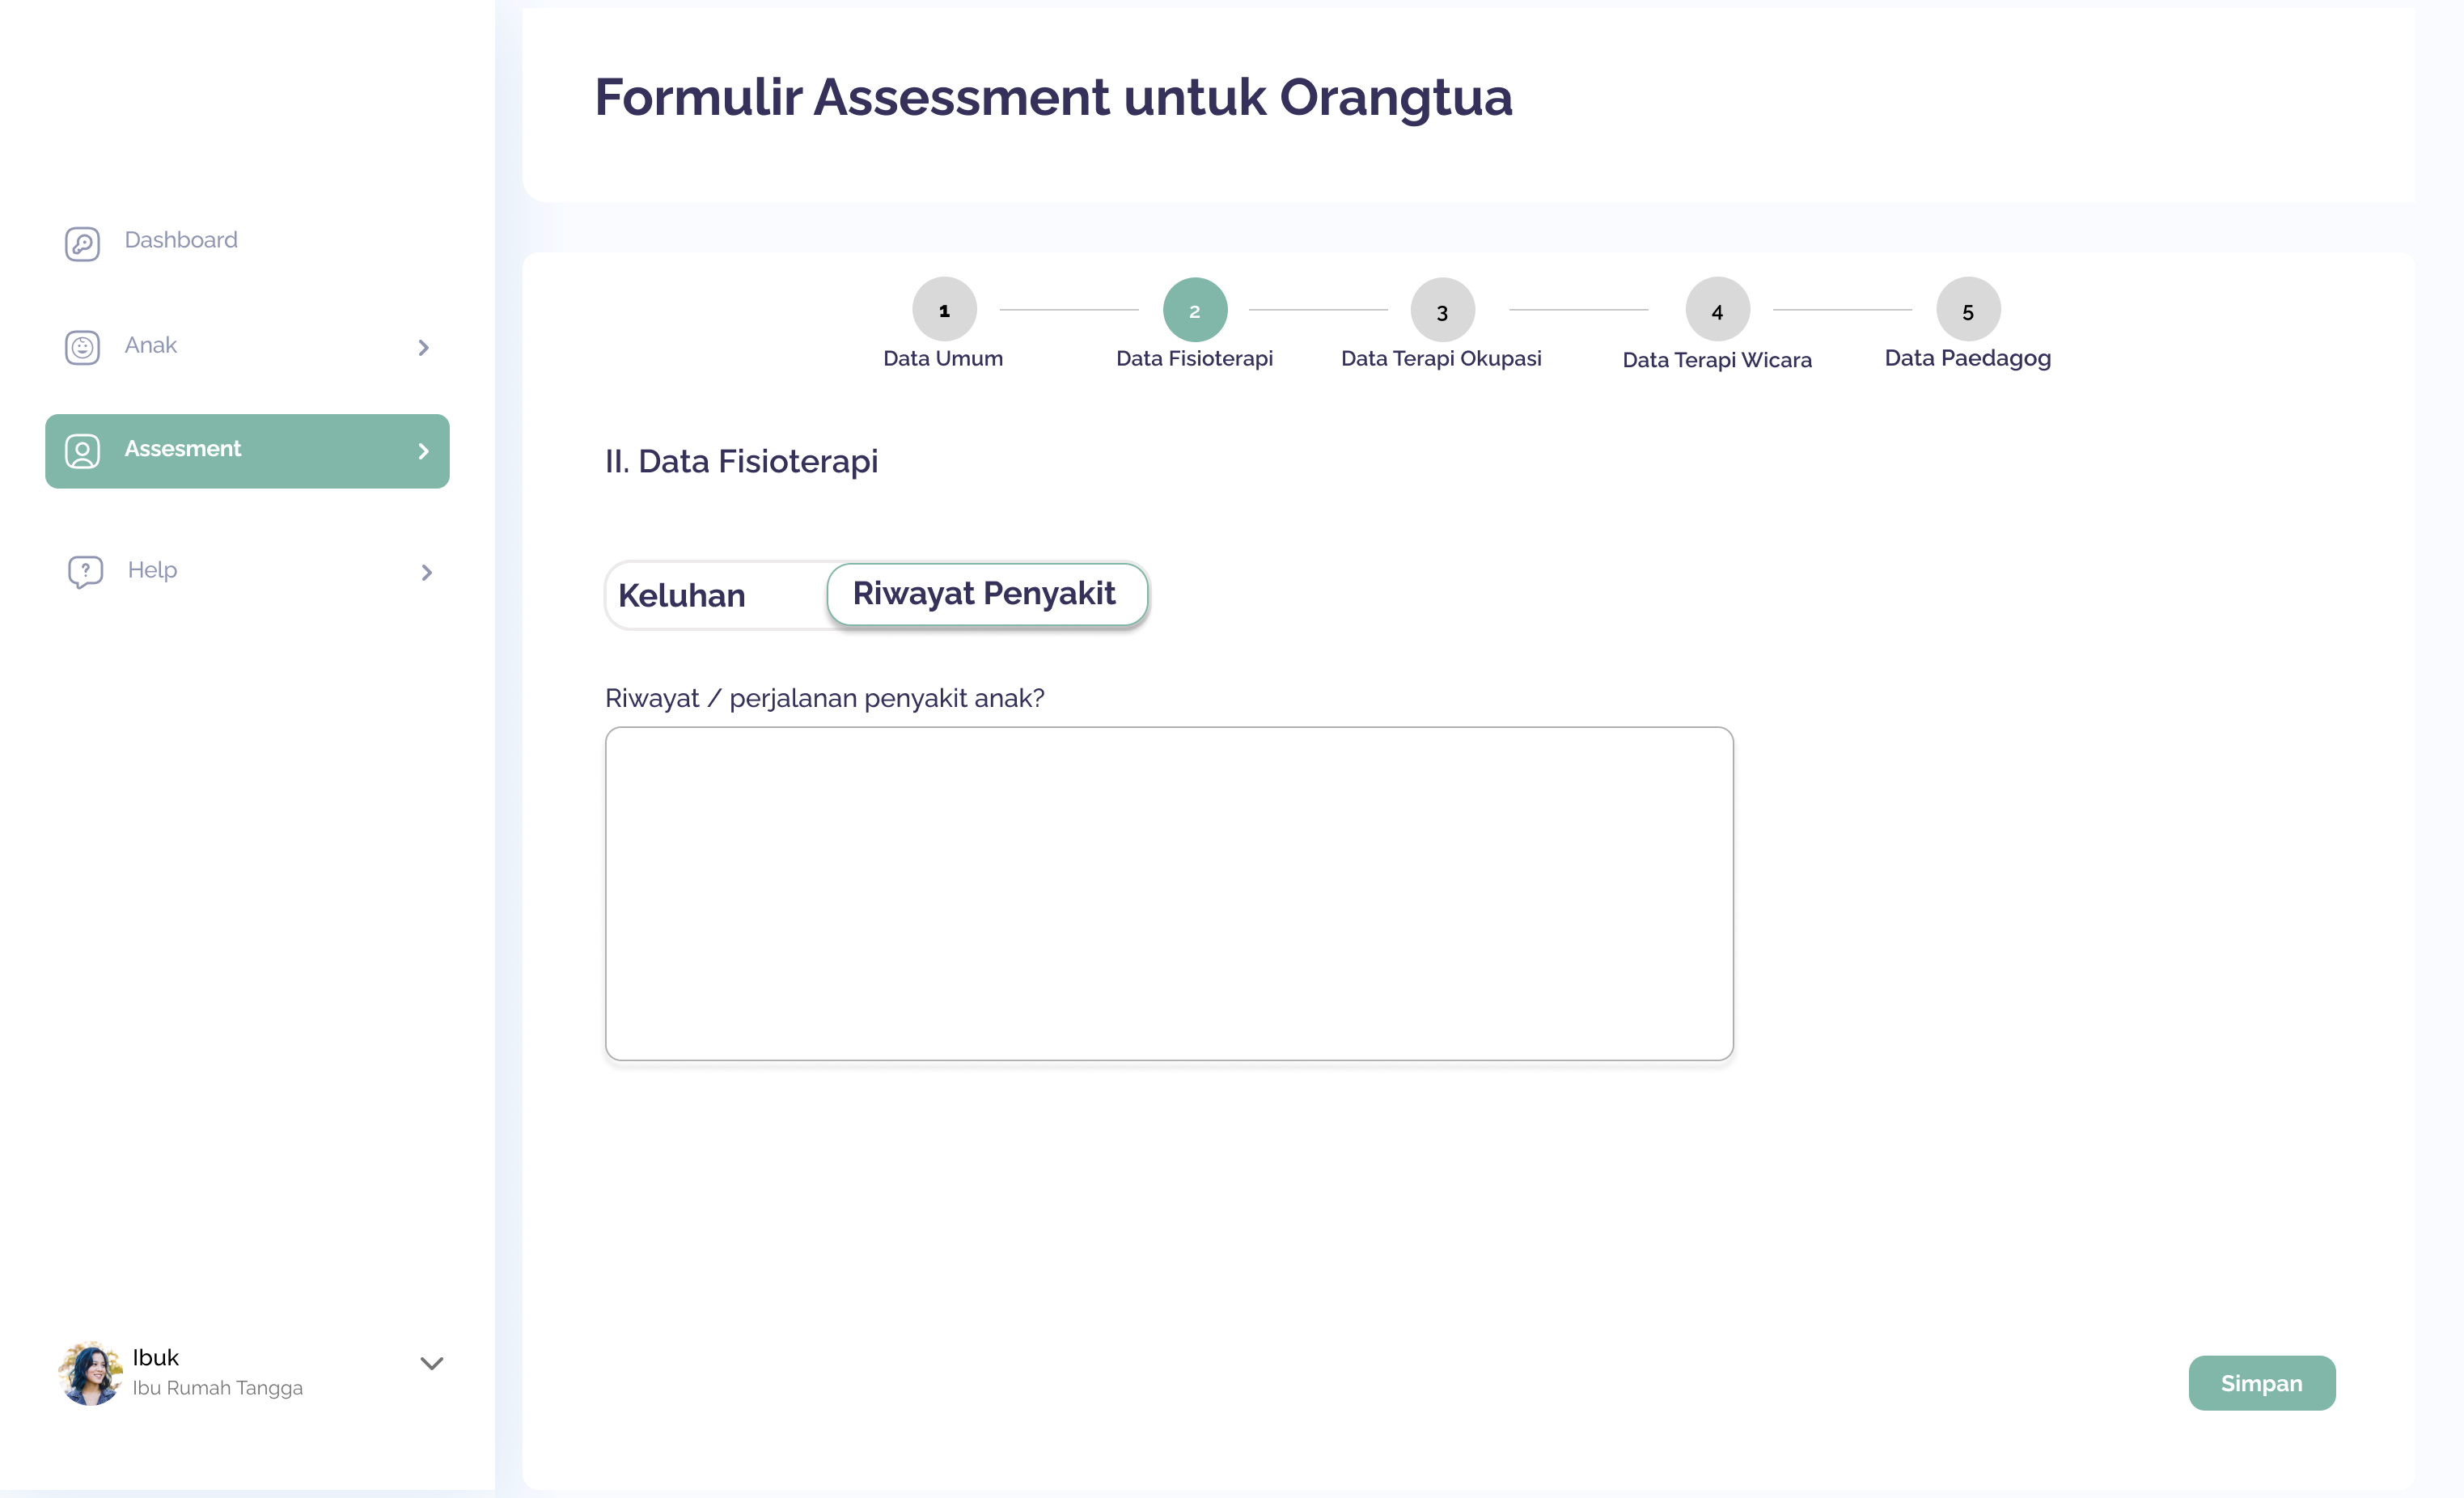 Formulir Assessment untuk Orangtua
Dashboard
Anak
Assesment
Help
1
2
3
4
5
Data Umum
Data Fisioterapi
Data Terapi Okupasi
Data Terapi Wicara
Data Paedagog
II. Data Fisioterapi
Keluhan
Riwayat Penyakit
Riwayat / perjalanan penyakit anak?
Ibuk
Ibu Rumah Tangga
Simpan